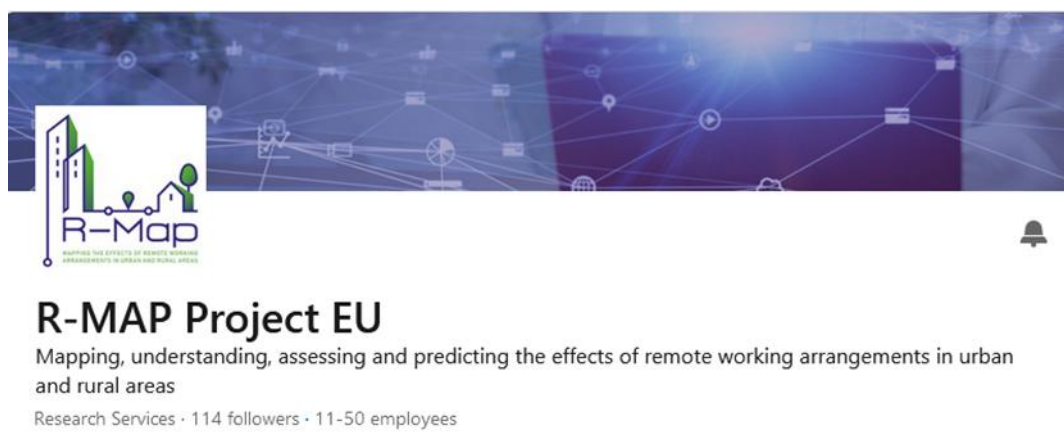 R-Map
MAPPING THE EFFECTS OF REMOTE WORKING
ARRANGEMENTS IN URBAN AND RURAL AREAS
R-MAP Project EU
Mapping, understanding, assessing and predicting the effects of remote working arrangements in urban
and rural areas
Research Services · 114 followers · 11-50 employees